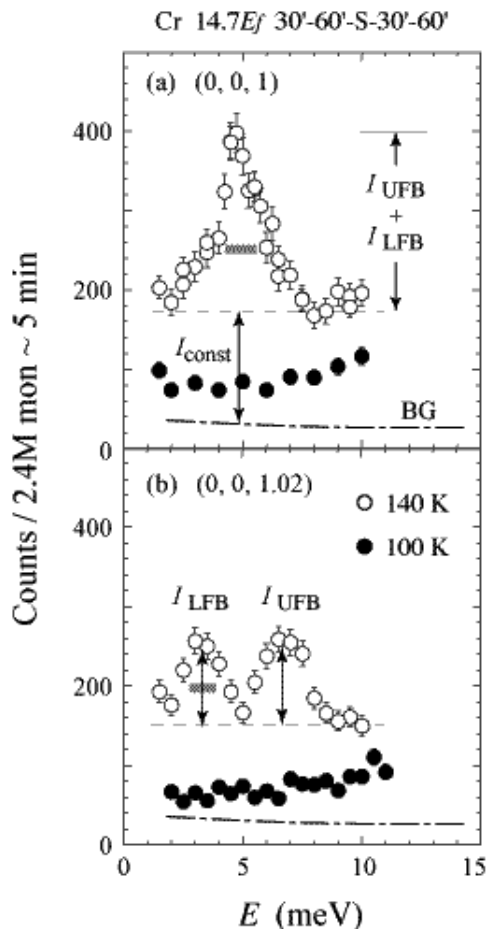 Cr 14.7Ef 30'-60'-S-30'-60'
(a) (0, 0, 1)
400
I UFB
+
I LFB
200
I const
BG
0
(b) (0, 0, 1.02)
140 K
400
100 K
I LFB I UFB
200
0
0 5 10 15
E (meV)
Counts / 2.4M mon ~ 5 min